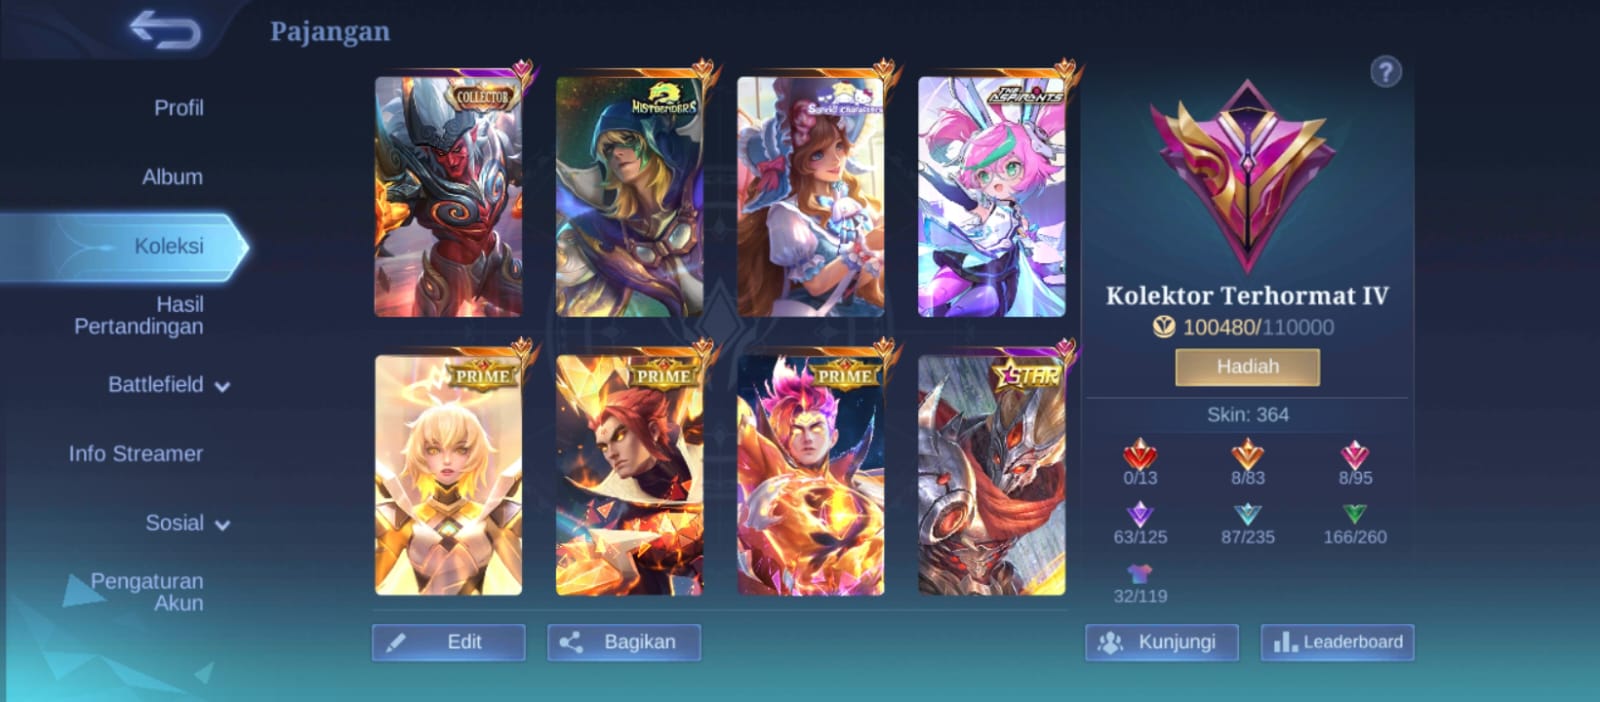 Pajangan
?
Profil
Album
Koleksi
Hasil
Pertandingan
Battlefield
Info Streamer
Sosial
Pengaturan
Akun
COLLECTOR
MISTBENDERS
Sanrio characters
THE ASPIRANTS
PRIME
PRIME
PRIME
STAR
Edit
Bagikan
Kolektor Terhormat IV
100480/110000
Hadiah
Skin: 364
0/13 8/83 8/95
63/125 87/235 166/260
32/119
Kunjungi
Leaderboard